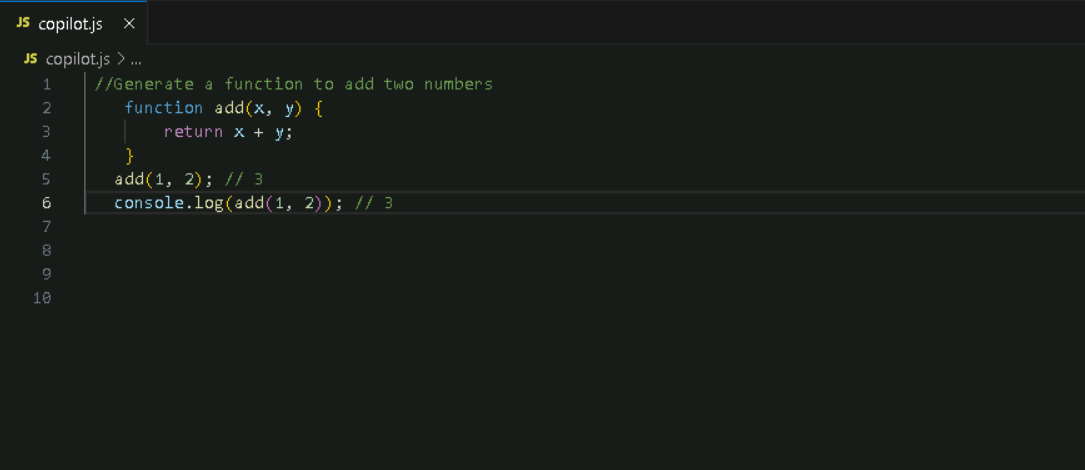 JS copilot.js ×
JS copilot.js > ...
1 //Generate a function to add two numbers
2 function add(x, y) {
3 return x + y;
4 }
5 add(1, 2); // 3
6 console.log(add(1, 2)); // 3
7
8
9
10